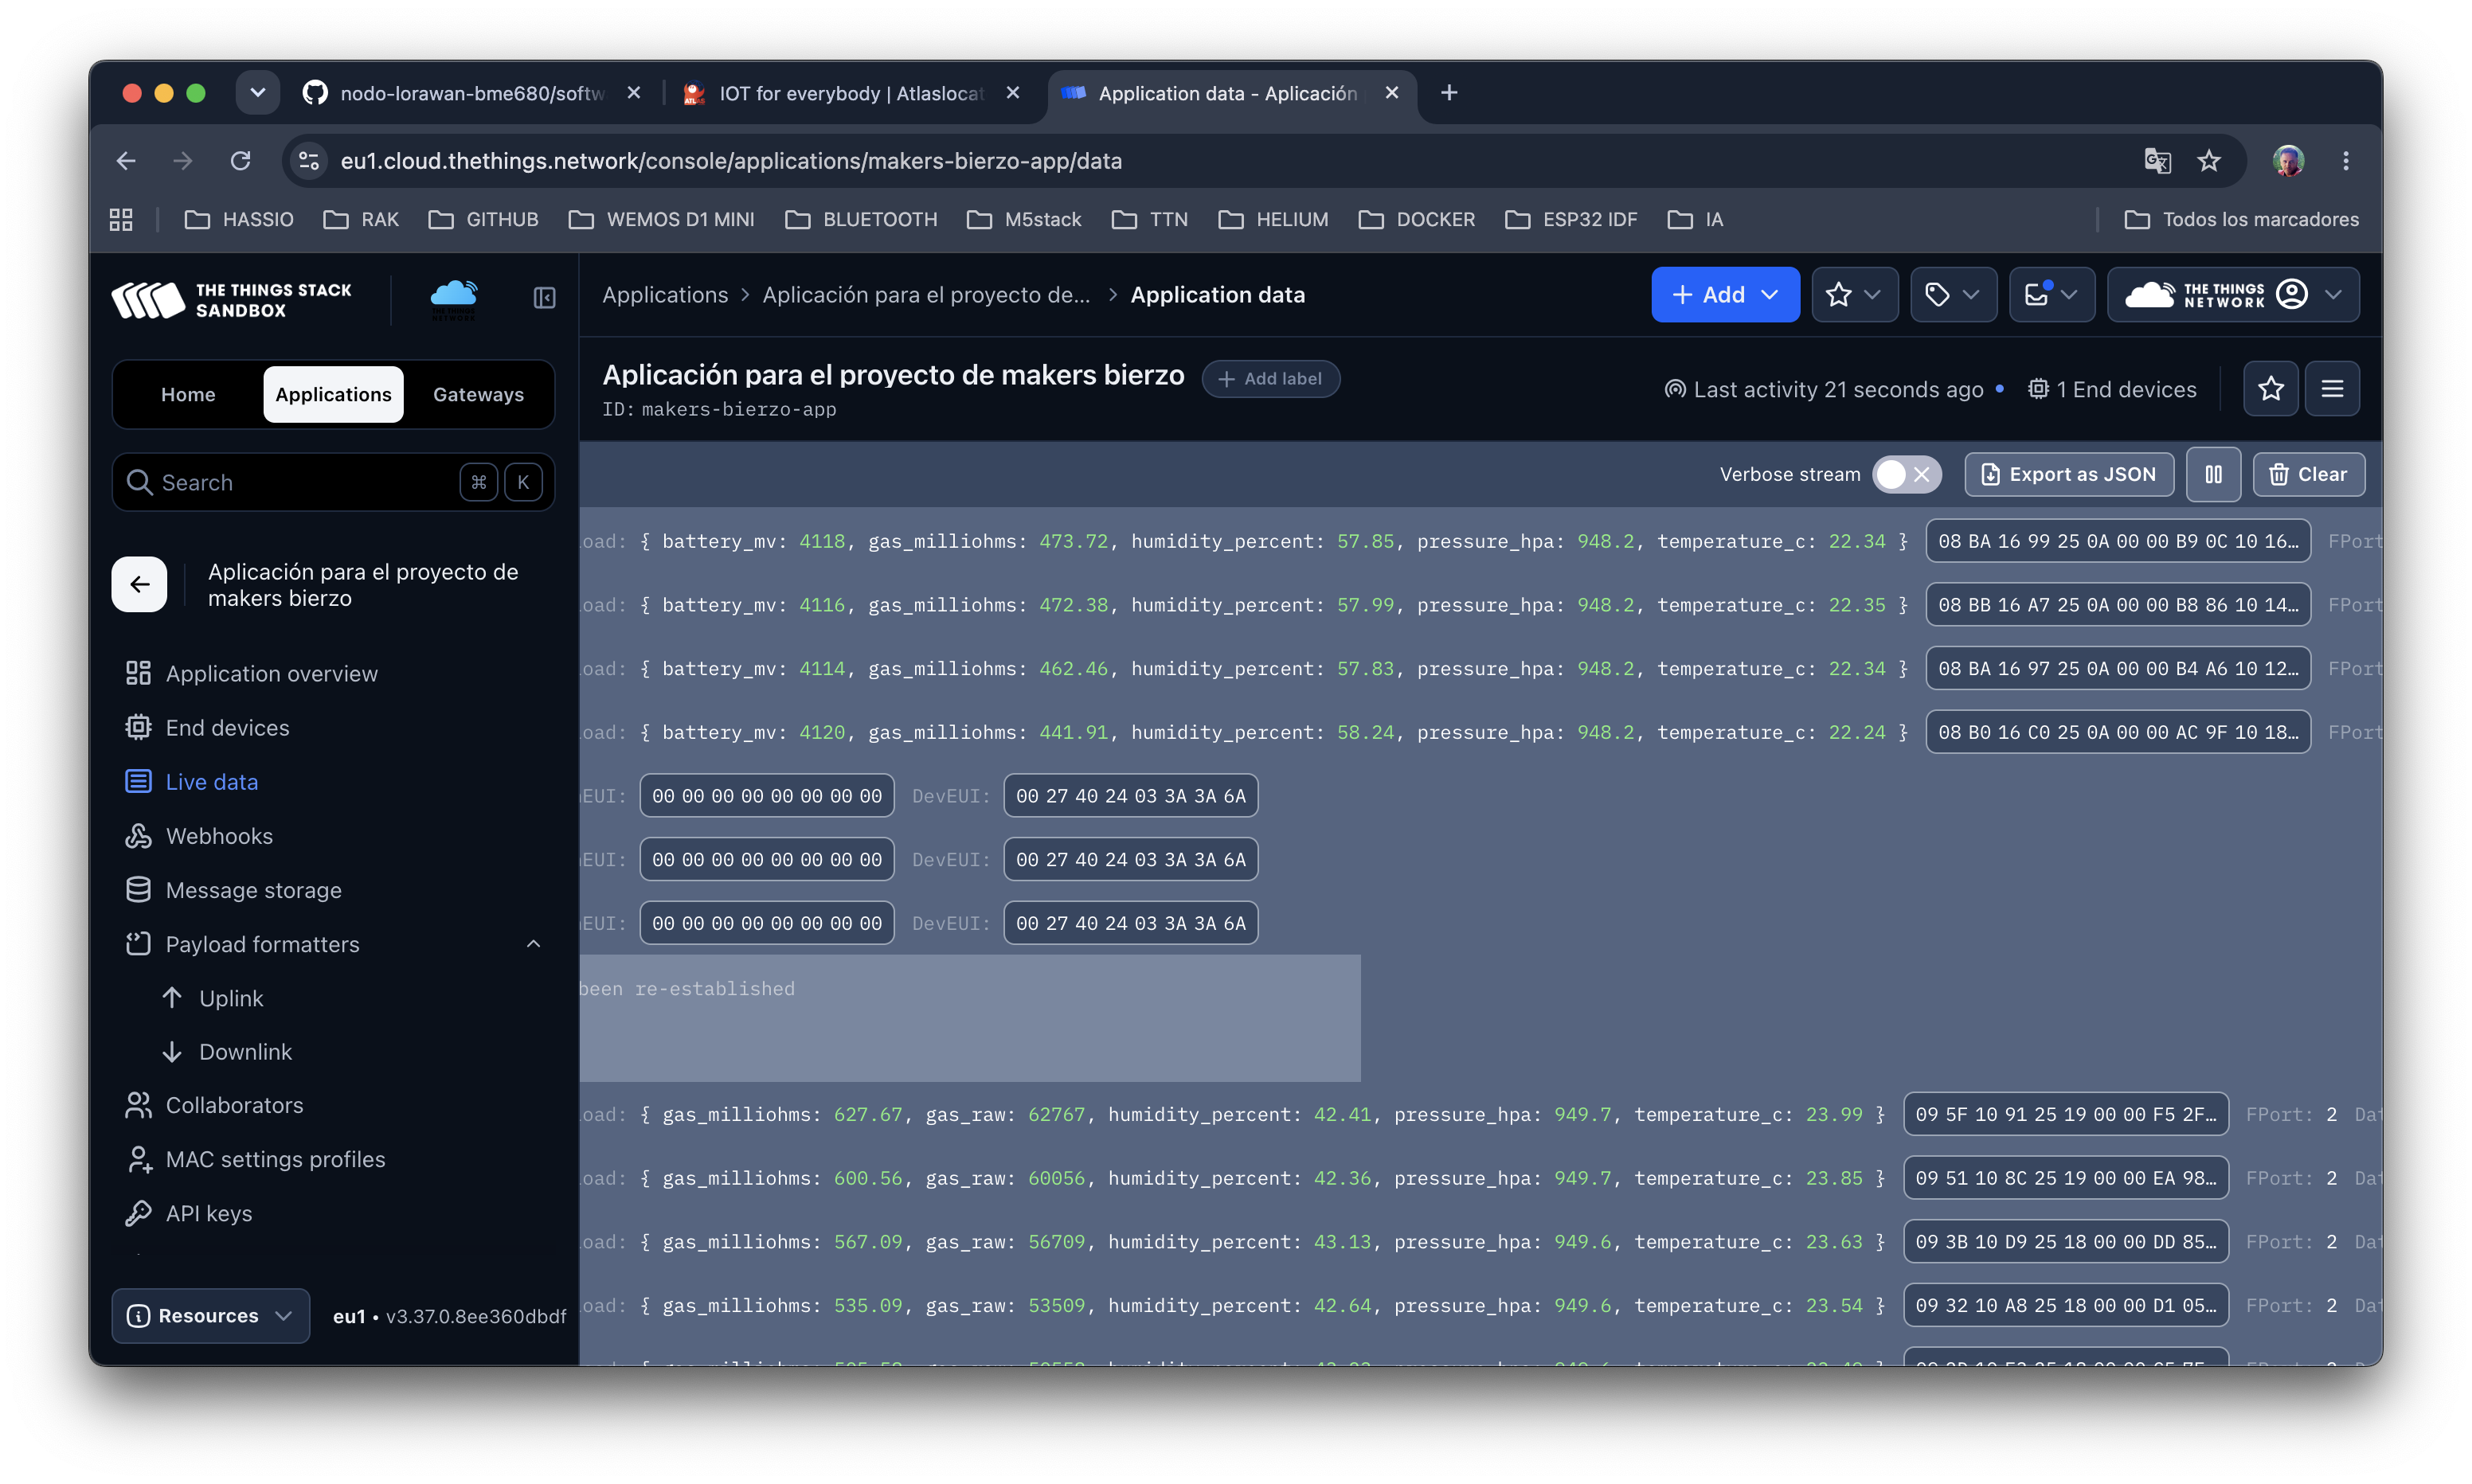 nodo-lorawan-bme680/softw
IOT for everybody | Atlaslocat
Application data - Aplicación
eu1.cloud.thethings.network/console/applications/makers-bierzo-app/data
HASSIO RAK GITHUB WEMOS D1 MINI BLUETOOTH M5stack TTN HELIUM DOCKER ESP32 IDF IA Todos los marcadores
THE THINGS STACK
SANDBOX
THE THINGS
NETWORK
Applications > Aplicación para el proyecto de... > Application data
+ Add
THE THINGS
NETWORK
Home Applications Gateways
Search ⌘ K
Aplicación para el proyecto de makers bierzo
+ Add label
ID: makers-bierzo-app
Last activity 21 seconds ago • 1 End devices
Aplicación para el proyecto de
makers bierzo
Application overview
End devices
Live data
Webhooks
Message storage
Payload formatters
Uplink
Downlink
Collaborators
MAC settings profiles
API keys
Resources
eu1 • v3.37.0.8ee360dbdf
Verbose stream Export as JSON Clear
oad: { battery_mv: 4118, gas_milliohms: 473.72, humidity_percent: 57.85, pressure_hpa: 948.2, temperature_c: 22.34 } 08 BA 16 99 25 0A 00 00 B9 0C 10 16… FPort
oad: { battery_mv: 4116, gas_milliohms: 472.38, humidity_percent: 57.99, pressure_hpa: 948.2, temperature_c: 22.35 } 08 BB 16 A7 25 0A 00 00 B8 86 10 14… FPort
oad: { battery_mv: 4114, gas_milliohms: 462.46, humidity_percent: 57.83, pressure_hpa: 948.2, temperature_c: 22.34 } 08 BA 16 97 25 0A 00 00 B4 A6 10 12… FPort
oad: { battery_mv: 4120, gas_milliohms: 441.91, humidity_percent: 58.24, pressure_hpa: 948.2, temperature_c: 22.24 } 08 B0 16 C0 25 0A 00 00 AC 9F 10 18… FPort
EUI: 00 00 00 00 00 00 00 00 DevEUI: 00 27 40 24 03 3A 3A 6A
EUI: 00 00 00 00 00 00 00 00 DevEUI: 00 27 40 24 03 3A 3A 6A
EUI: 00 00 00 00 00 00 00 00 DevEUI: 00 27 40 24 03 3A 3A 6A
been re-established
oad: { gas_milliohms: 627.67, gas_raw: 62767, humidity_percent: 42.41, pressure_hpa: 949.7, temperature_c: 23.99 } 09 5F 10 91 25 19 00 00 F5 2F… FPort: 2 Dat
oad: { gas_milliohms: 600.56, gas_raw: 60056, humidity_percent: 42.36, pressure_hpa: 949.7, temperature_c: 23.85 } 09 51 10 8C 25 19 00 00 EA 98… FPort: 2 Dat
oad: { gas_milliohms: 567.09, gas_raw: 56709, humidity_percent: 43.13, pressure_hpa: 949.6, temperature_c: 23.63 } 09 3B 10 D9 25 18 00 00 DD 85… FPort: 2 Dat
oad: { gas_milliohms: 535.09, gas_raw: 53509, humidity_percent: 42.64, pressure_hpa: 949.6, temperature_c: 23.54 } 09 32 10 A8 25 18 00 00 D1 05… FPort: 2 Dat